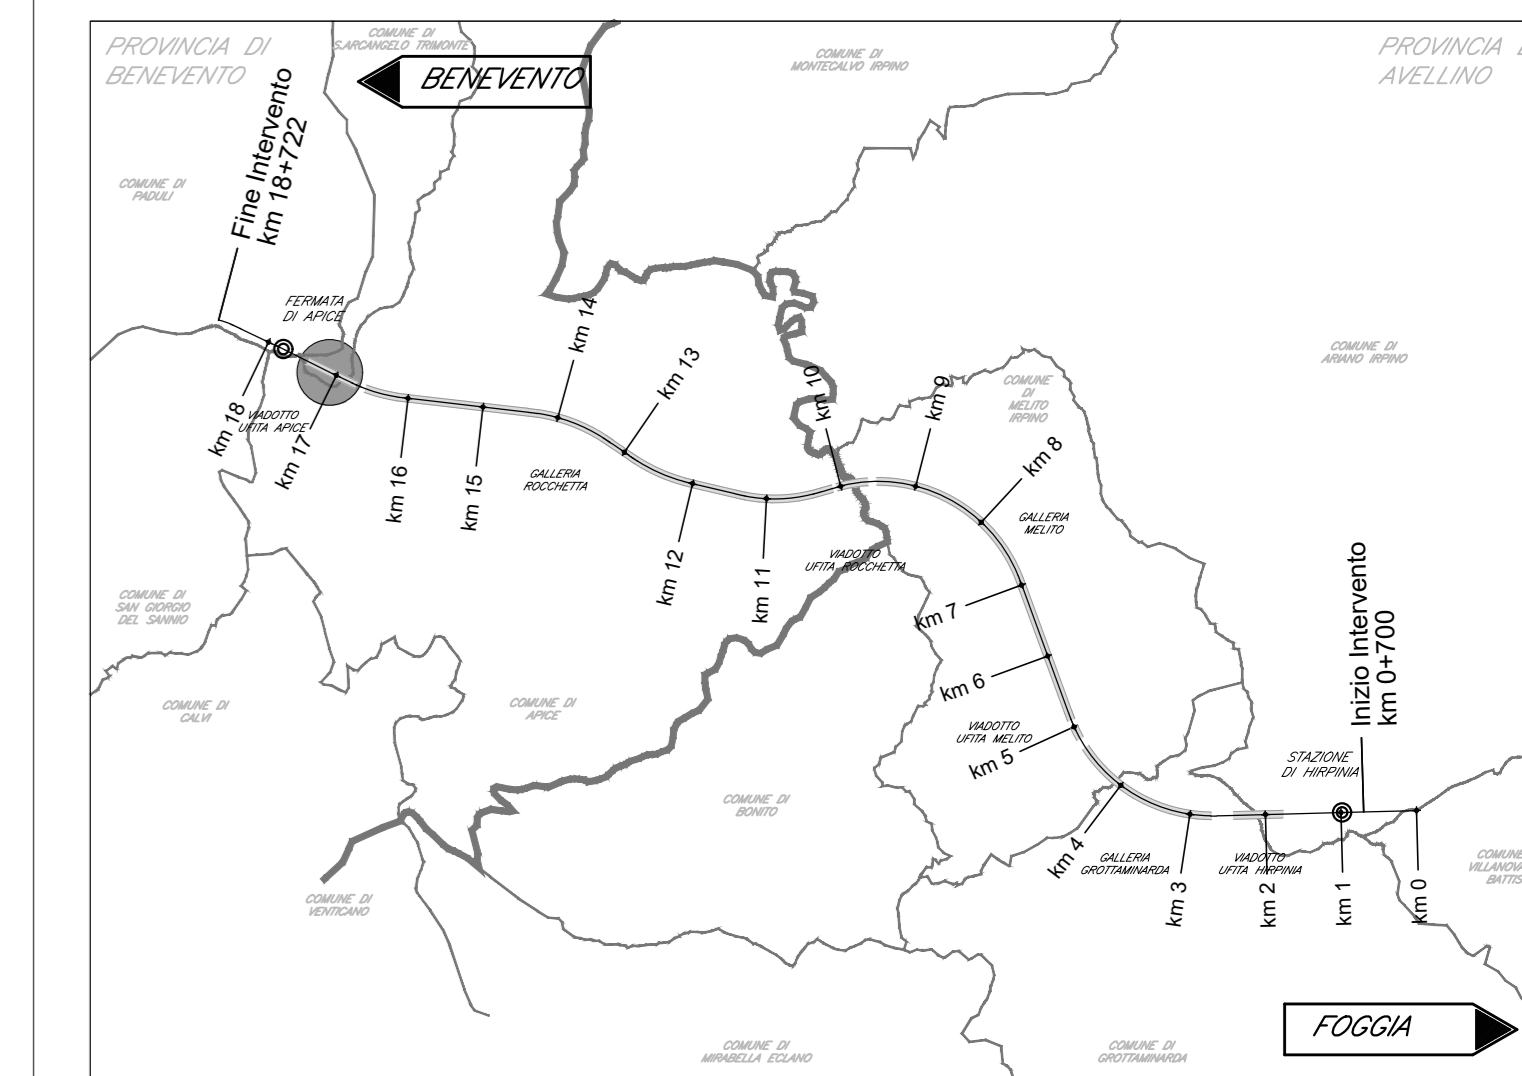 PROVINCIA DI
BENEVENTO
COMUNE DI
S.ARCANGELO TRIMONTE
BENEVENTO
COMUNE DI
MONTECALVO IRPINO
PROVINCIA
AVELLINO
Fine Intervento
km 18+722
COMUNE DI
PADULI
FERMATA
DI APICE
km 14
km 13
km 10
km 9
COMUNE
DI
MELITO
IRPINO
COMUNE DI
ARIANO IRPINO
km 18
VIADOTTO
UFITA APICE
km 17
km 16
km 15
GALLERIA
ROCCHETTA
km 8
GALLERIA
MELITO
km 12
km 11
VIADOTTO
UFITA ROCCHETTA
km 7
COMUNE DI
SAN GIORGIO
DEL SANNIO
Inizio Intervento
km 0+700
km 6
COMUNE DI
CALVI
COMUNE DI
APICE
VIADOTTO
UFITA MELITO
km 5
STAZIONE
DI HIRPINIA
COMUNE DI
BONITO
km 4
GALLERIA
GROTTAMINARDA
VIADOTTO
UFITA HIRPINIA
COMUNE
VILLANOVA
BATTIS
km 3
km 2
km 1
km 0
COMUNE DI
VENTICANO
FOGGIA
COMUNE DI
MIRABELLA ECLANO
COMUNE DI
GROTTAMINARDA